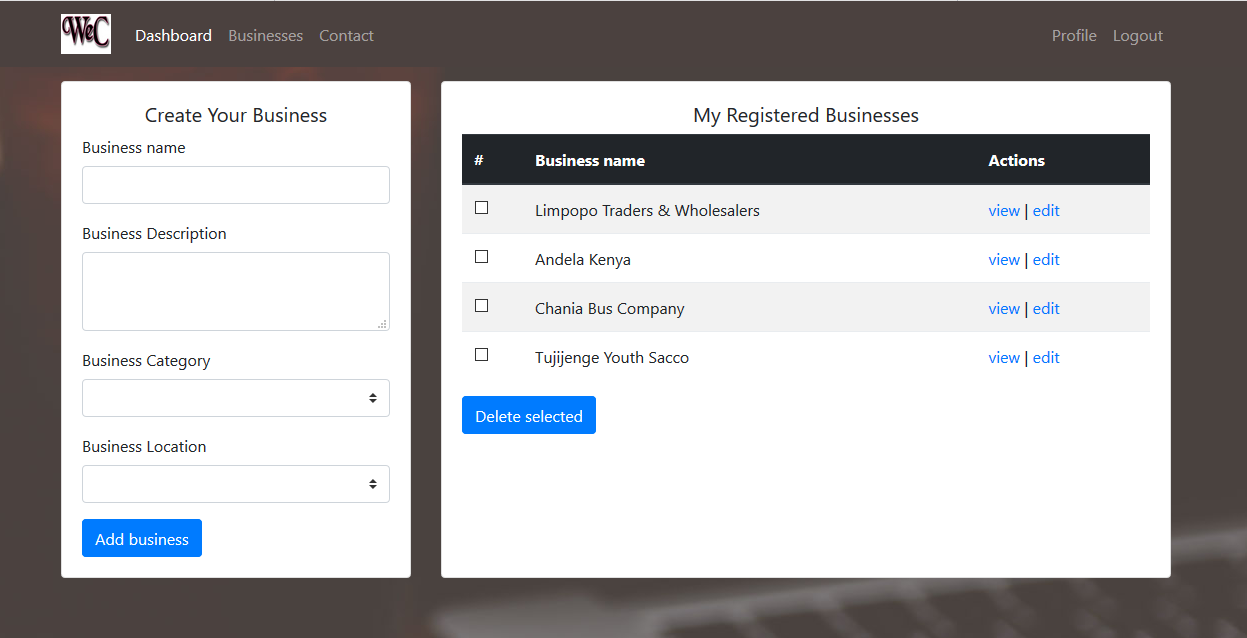 WeC
Dashboard Businesses Contact
Profile Logout
Create Your Business
Business name
Business Description
Business Category
Business Location
Add business
My Registered Businesses
# Business name Actions
Limpopo Traders & Wholesalers view | edit
Andela Kenya view | edit
Chania Bus Company view | edit
Tujijenge Youth Sacco view | edit
Delete selected